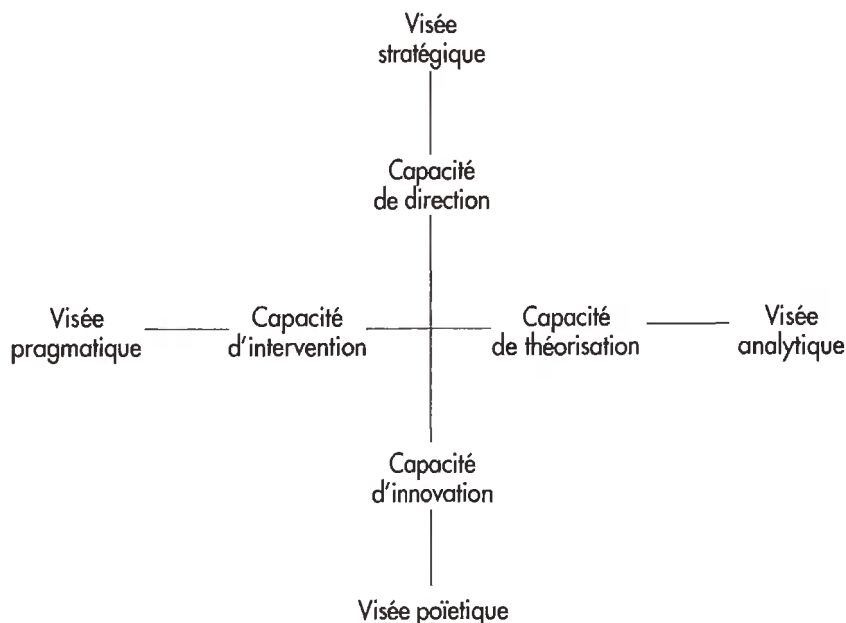 Visée
stratégique
Capacité
de direction
Visée
pragmatique
Capacité
d'intervention
Capacité
de théorisation
Visée
analytique
Capacité
d'innovation
Visée poïetique